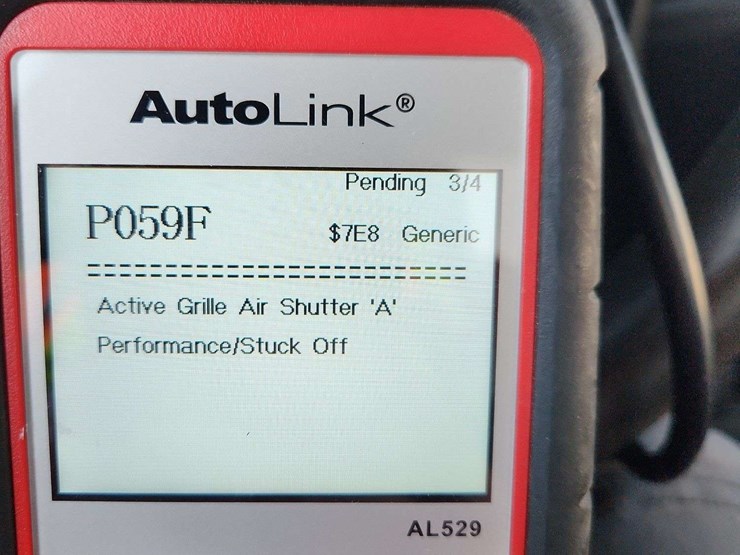 AutoLink®
Pending 3/4
P059F
$7E8 Generic
Active Grille Air Shutter 'A'
Performance/Stuck Off
AL529